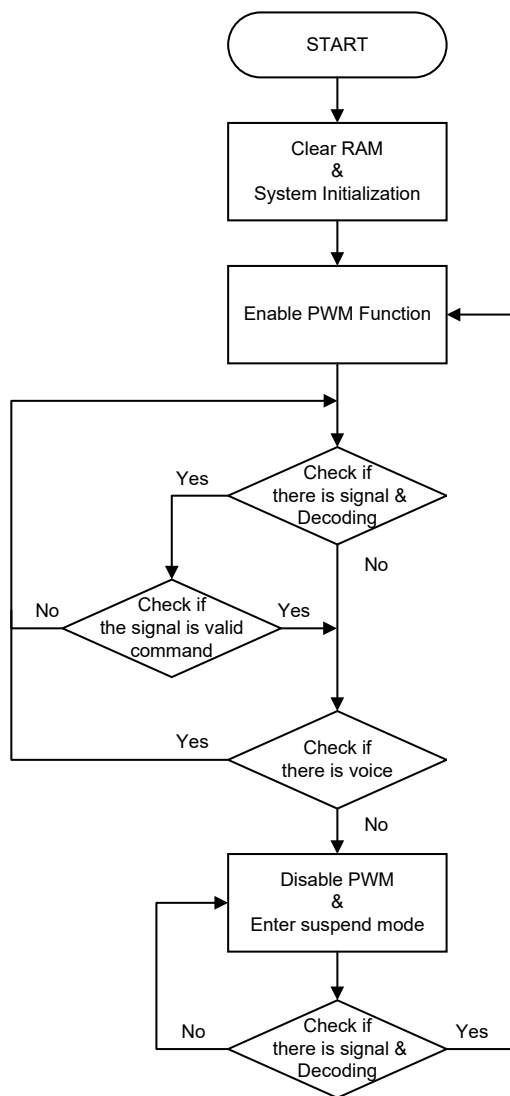 START
Clear RAM
&
System Initialization
Enable PWM Function
Yes
Check if
there is signal &
Decoding
No
No
Check if
the signal is valid
command
Yes
Yes
Check if
there is voice
No
Disable PWM
&
Enter suspend mode
No
Check if
there is signal &
Decoding
Yes